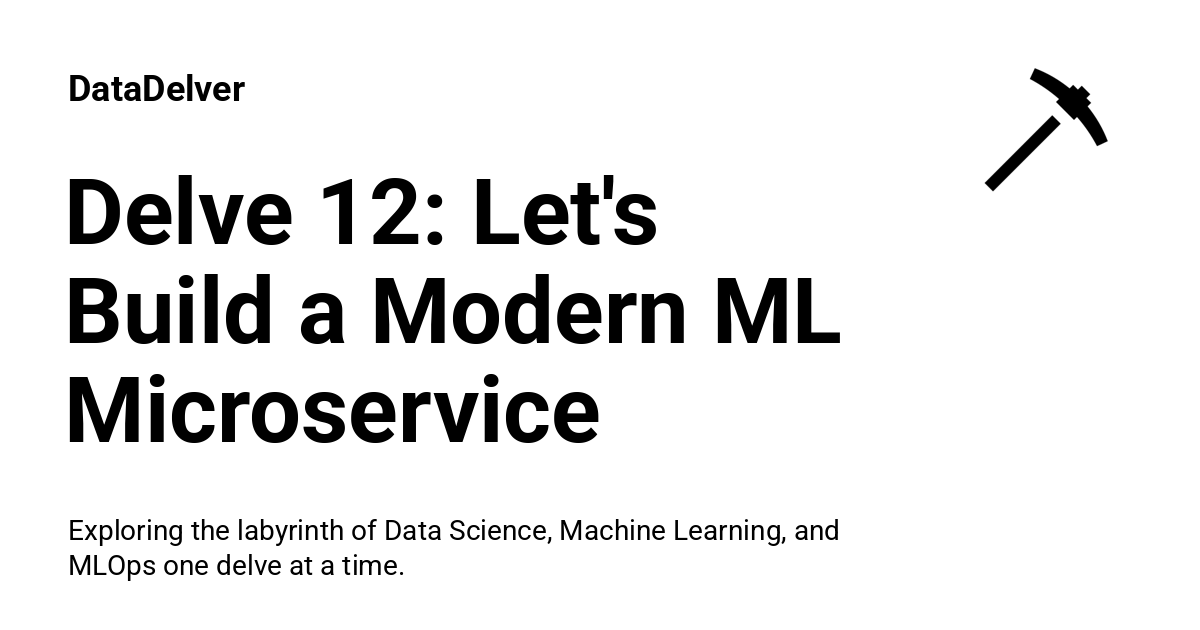 DataDelver
Delve 12: Let's
Build a Modern ML
Microservice
Exploring the labyrinth of Data Science, Machine Learning, and
MLOps one delve at a time.